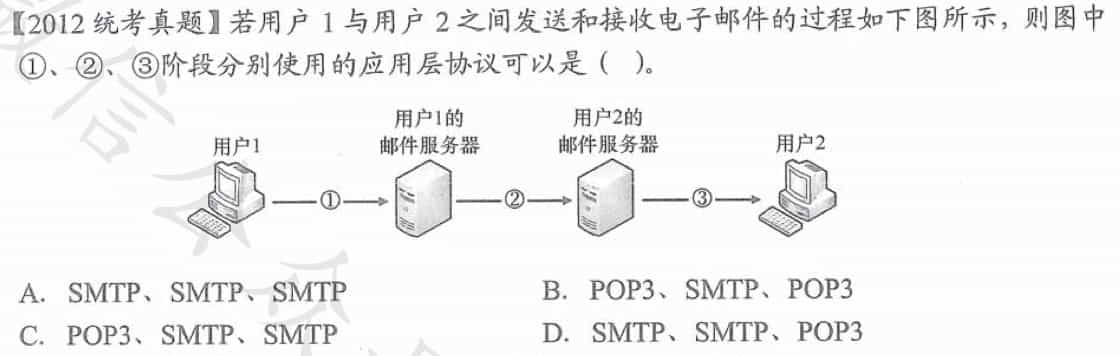 【2012 统考真题】若用户 1 与用户 2 之间发送和接收电子邮件的过程如下图所示，则图中
①、②、③阶段分别使用的应用层协议可以是（ ）。
用户1的 用户2的
用户1 邮件服务器 邮件服务器 用户2
① ② ③
A. SMTP、SMTP、SMTP B. POP3、SMTP、POP3
C. POP3、SMTP、SMTP D. SMTP、SMTP、POP3